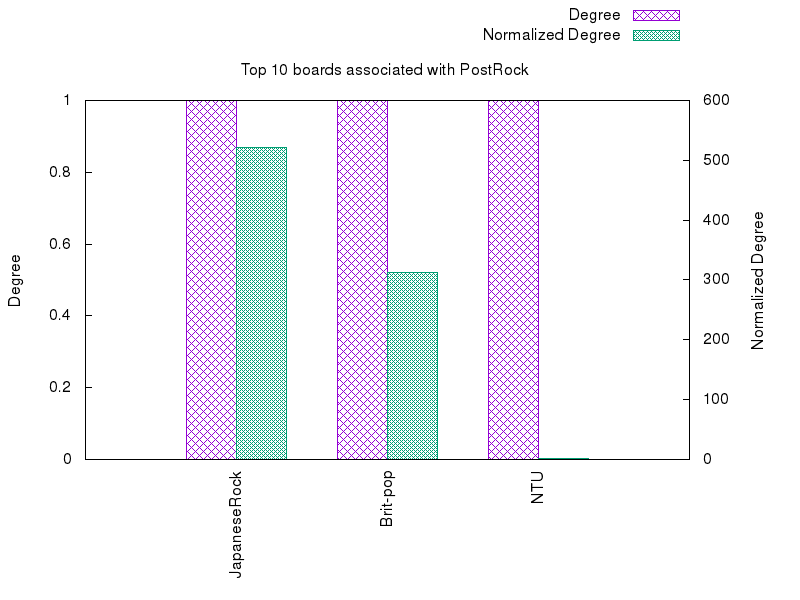 Degree
Normalized Degree
Top 10 boards associated with PostRock
1
0.8
0.6
0.4
0.2
0
600
500
400
300
200
100
0
Degree
Normalized Degree
JapaneseRock
Brit-pop
NTU